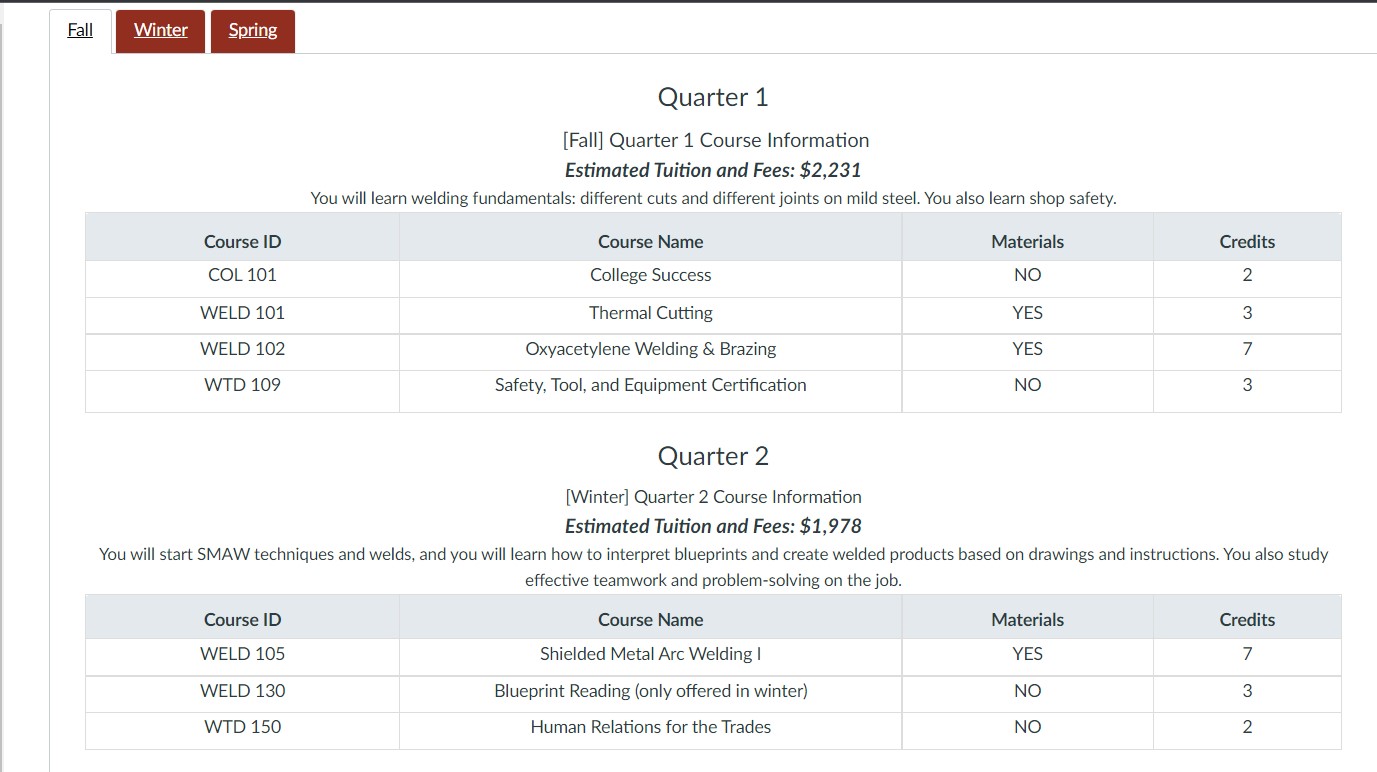 Fall Winter Spring
Quarter 1
[Fall] Quarter 1 Course Information
Estimated Tuition and Fees: $2,231
You will learn welding fundamentals: different cuts and different joints on mild steel. You also learn shop safety.
Course ID Course Name Materials Credits
COL 101 College Success NO 2
WELD 101 Thermal Cutting YES 3
WELD 102 Oxyacetylene Welding & Brazing YES 7
WTD 109 Safety, Tool, and Equipment Certification NO 3
Quarter 2
[Winter] Quarter 2 Course Information
Estimated Tuition and Fees: $1,978
You will start SMAW techniques and welds, and you will learn how to interpret blueprints and create welded products based on drawings and instructions. You also study
effective teamwork and problem-solving on the job.
Course ID Course Name Materials Credits
WELD 105 Shielded Metal Arc Welding I YES 7
WELD 130 Blueprint Reading (only offered in winter) NO 3
WTD 150 Human Relations for the Trades NO 2